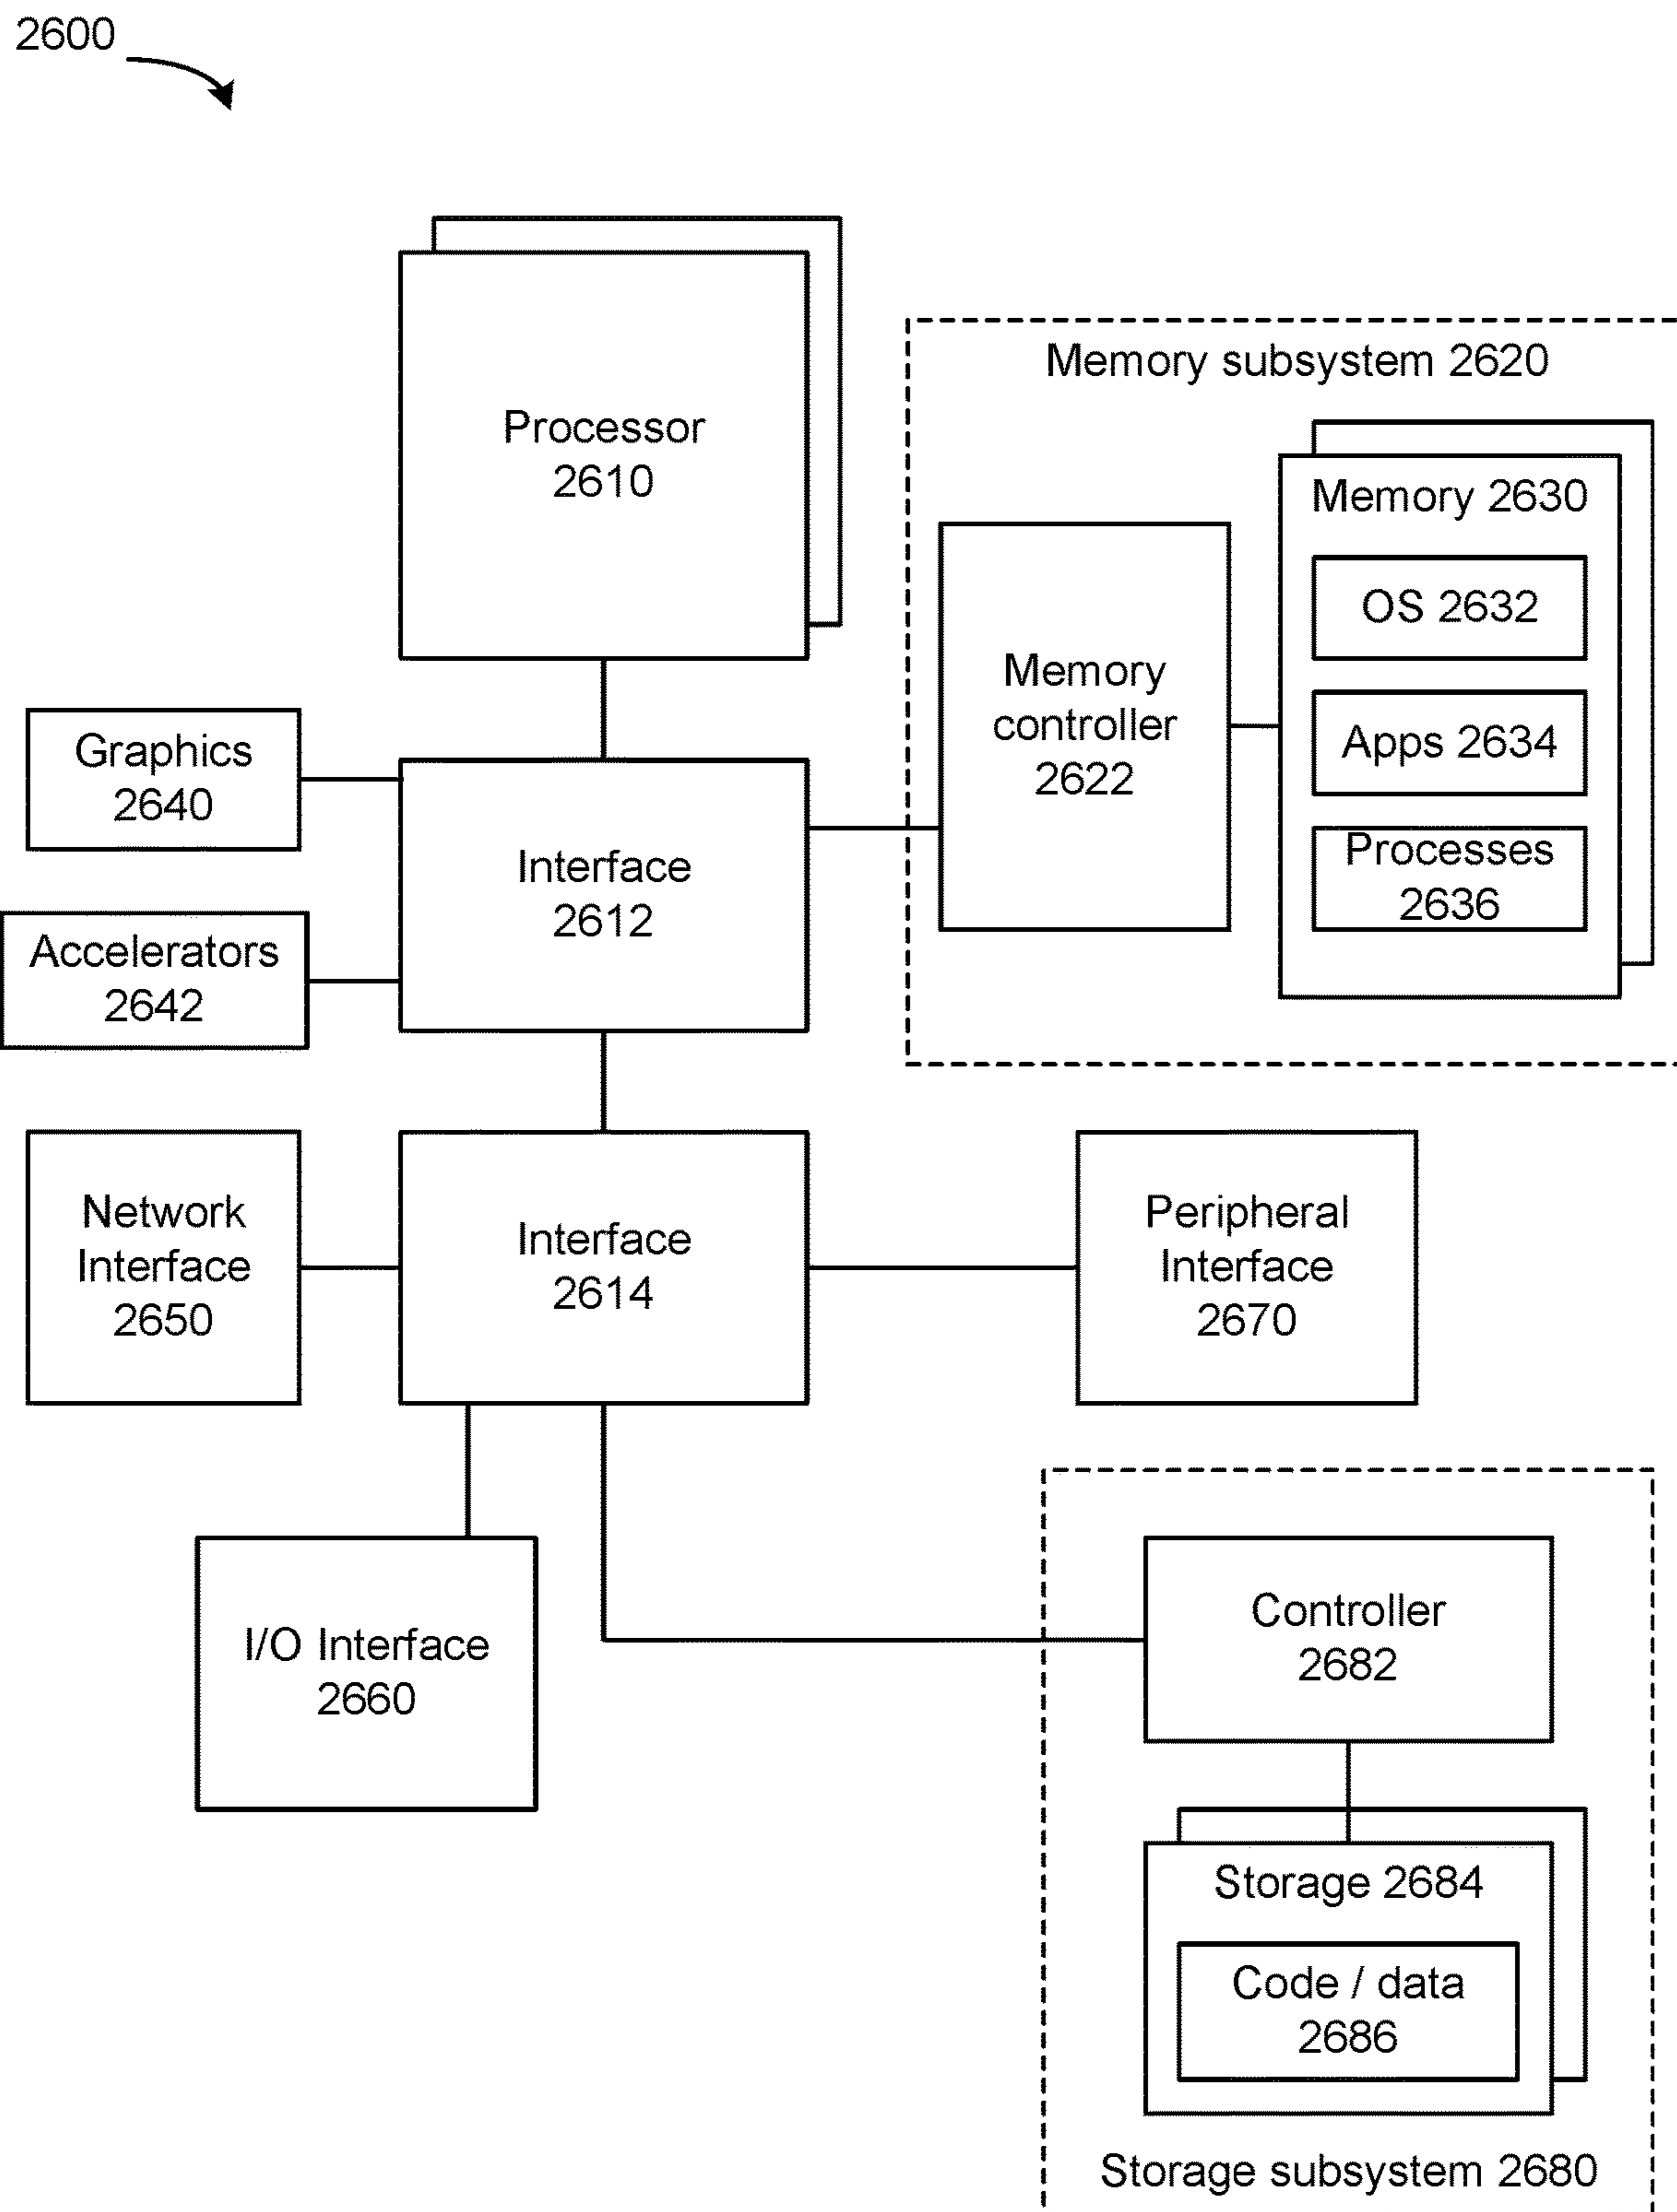 2600
Processor
2610
Memory subsystem 2620
Memory 2630
OS 2632
Memory
controller
2622
Apps 2634
Processes
2636
Graphics
2640
Interface
2612
Accelerators
2642
Network
Interface
2650
Interface
2614
Peripheral
Interface
2670
I/O Interface
2660
Controller
2682
Storage 2684
Code / data
2686
Storage subsystem 2680